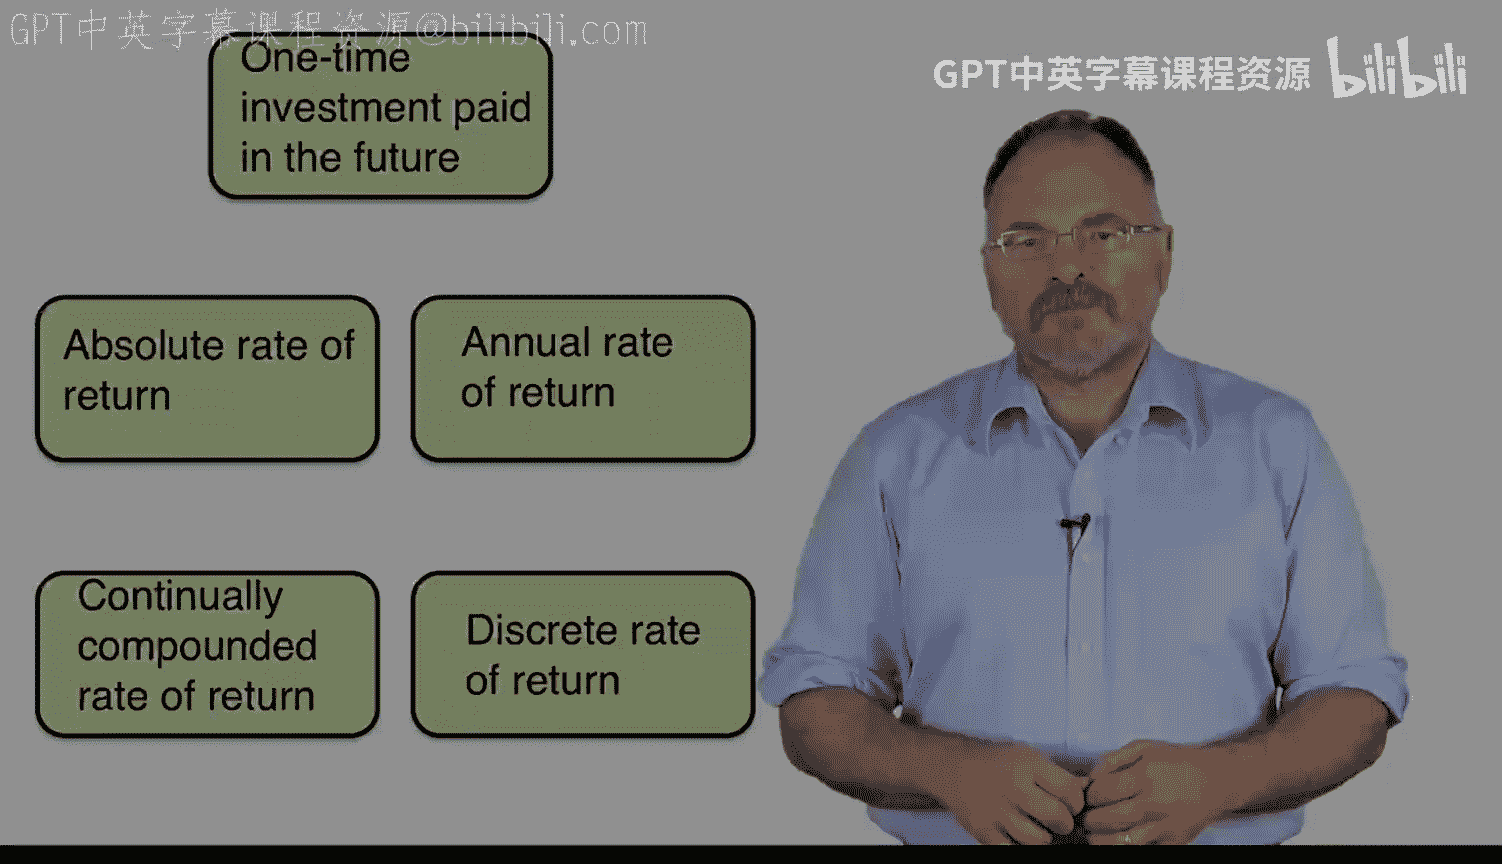 GPT中英字幕课程资源@bilibili.com
GPT中英字幕课程资源 bilibili
One-time
investment paid
in the future
Absolute rate of
return
Annual rate
of return
Continually
compounded
rate of return
Discrete rate
of return